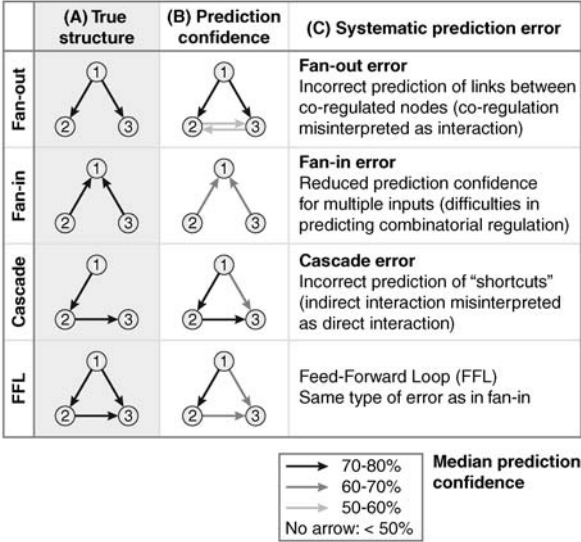 (A) True structure
(B) Prediction confidence
(C) Systematic prediction error
Fan-out
1
2
3
1
2
3
Fan-out error
Incorrect prediction of links between
co-regulated nodes (co-regulation
misinterpreted as interaction)
Fan-in
1
2
3
1
2
3
Fan-in error
Reduced prediction confidence
for multiple inputs (difficulties in
predicting combinatorial regulation)
Cascade
1
2
3
1
2
3
Cascade error
Incorrect prediction of “shortcuts”
(indirect interaction misinterpreted
as direct interaction)
FFL
1
2
3
1
2
3
Feed-Forward Loop (FFL)
Same type of error as in fan-in
70-80%
60-70%
50-60%
No arrow: < 50%
Median prediction
confidence